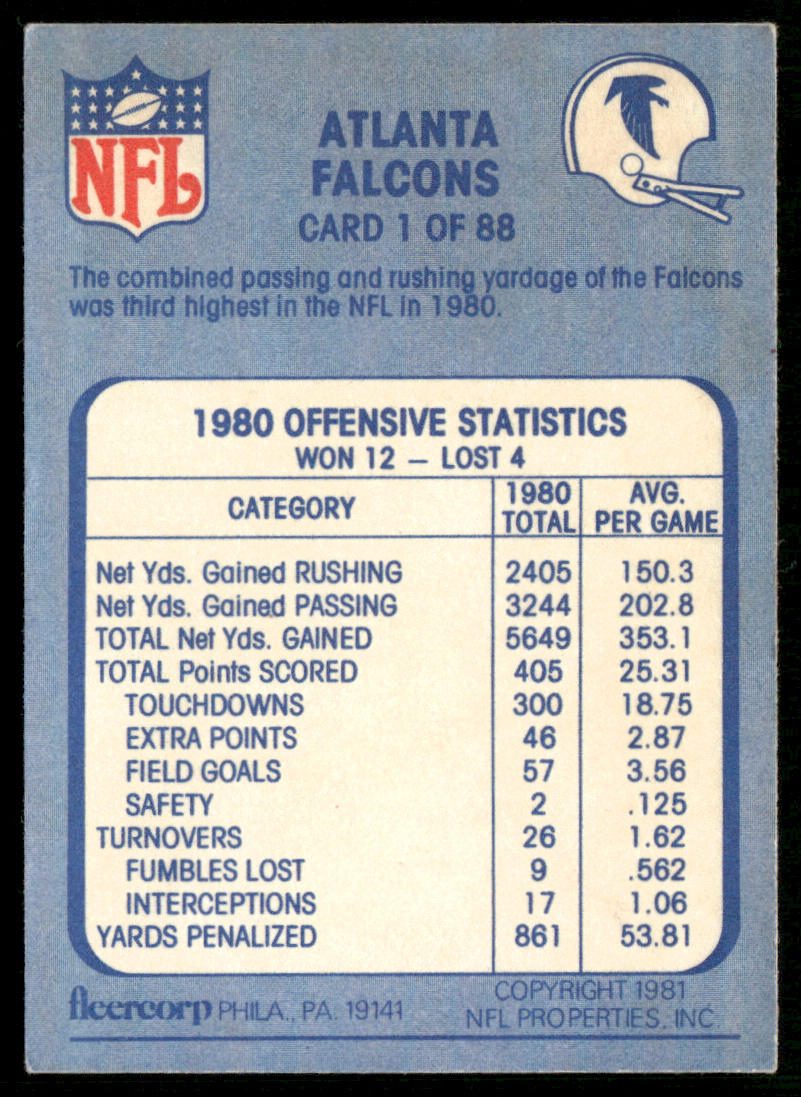 NFL
ATLANTA
FALCONS
CARD 1 OF 88
The combined passing and rushing yardage of the Falcons
was third highest in the NFL in 1980.
1980 OFFENSIVE STATISTICS
WON 12 – LOST 4
CATEGORY 1980 TOTAL AVG. PER GAME
Net Yds. Gained RUSHING 2405 150.3
Net Yds. Gained PASSING 3244 202.8
TOTAL Net Yds. GAINED 5649 353.1
TOTAL Points SCORED 405 25.31
TOUCHDOWNS 300 18.75
EXTRA POINTS 46 2.87
FIELD GOALS 57 3.56
SAFETY 2 .125
TURNOVERS 26 1.62
FUMBLES LOST 9 .562
INTERCEPTIONS 17 1.06
YARDS PENALIZED 861 53.81
fleercorp PHILA., PA. 19141
COPYRIGHT 1981
NFL PROPERTIES, INC.